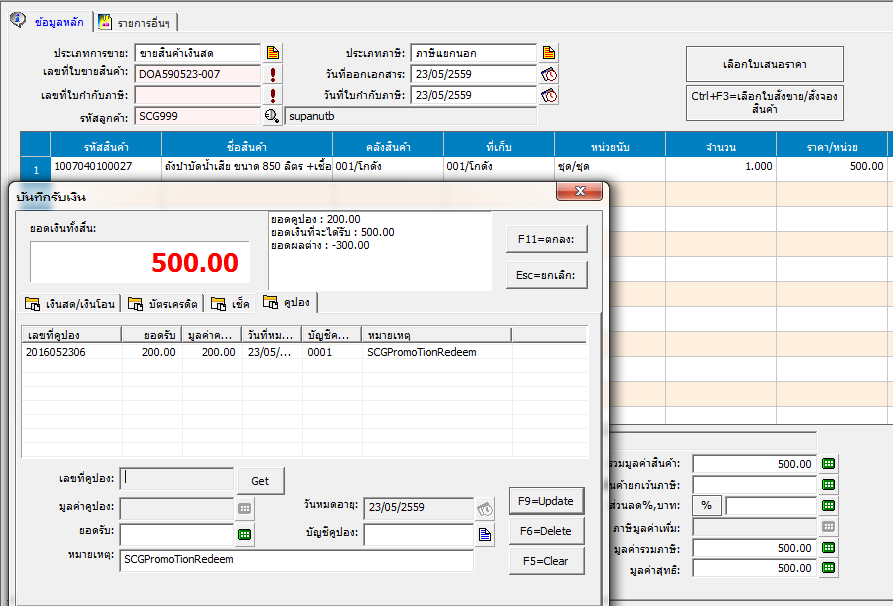 ข้อมูลหลัก รายการอื่นๆ
ประเภทการขาย: ขายสินค้าเงินสด ประเภทภาษี: ภาษีแยกนอก
เลขที่ใบขายสินค้า: DOA590523-007 วันที่ออกเอกสาร: 23/05/2559
เลขที่ใบกำกับภาษี: วันที่ใบกำกับภาษี: 23/05/2559
รหัสลูกค้า: SCG999 supanutb
เลือกใบเสนอราคา
Ctrl+F3=เลือกใบสั่งขาย/สั่งจอง
สินค้า
รหัสสินค้า ชื่อสินค้า คลังสินค้า ที่เก็บ หน่วยนับ จำนวน ราคา/หน่วย
1 1007040100027 ถังบำบัดน้ำเสีย ขนาด 850 ลิตร +เชื้อ 001/โกดัง 001/โกดัง ชุด/ชุด 1.000 500.00
บันทึกรับเงิน
X
ยอดเงินทั้งสิ้น:
500.00
ยอดคูปอง : 200.00
ยอดเงินที่จะได้รับ : 500.00
ยอดผลต่าง : -300.00
F11=ตกลง:
Esc=ยกเลิก:
เงินสด/เงินโอน บัตรเครดิต เช็ค คูปอง
เลขที่คูปอง ยอดรับ มูลค่าค... วันที่หม... บัญชีค... หมายเหตุ
2016052306 200.00 200.00 23/05/... 0001 SCGPromoTionRedeem
เลขที่คูปอง: Get
มูลค่าคูปอง: วันหมดอายุ: 23/05/2559
ยอดรับ: บัญชีคูปอง:
หมายเหตุ: SCGPromoTionRedeem
F9=Update
F6=Delete
F5=Clear
รวมมูลค่าสินค้า: 500.00
นค้ายกเว้นภาษี:
ส่วนลด%,บาท: %
ภาษีมูลค่าเพิ่ม:
มูลค่ารวมภาษี: 500.00
มูลค่าสุทธิ: 500.00